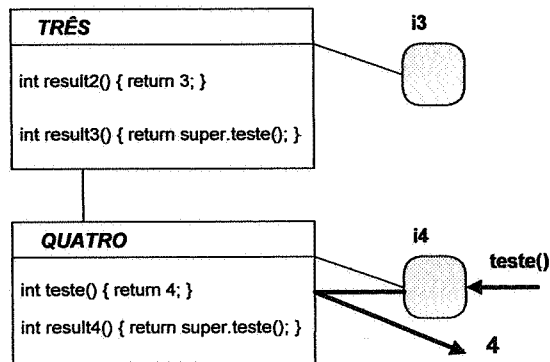 TRÊS
i3
int result2() { return 3; }
int result3() { return super.teste(); }
QUATRO
i4
teste()
int teste() { return 4; }
int result4() { return super.teste(); }
4